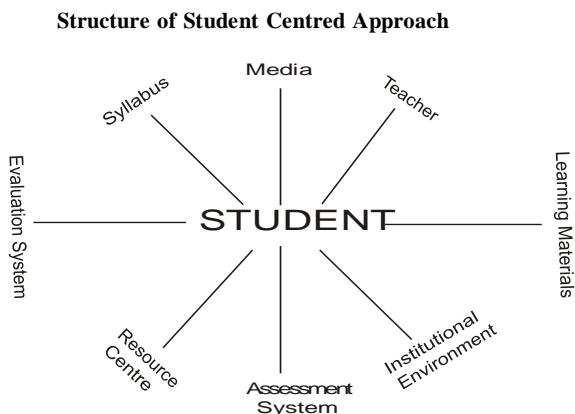 Structure of Student Centred Approach
Media
Syllabus
Teacher
Evaluation System
STUDENT
Learning Materials
Resource
Centre
Assessment
System
Institutional
Environment